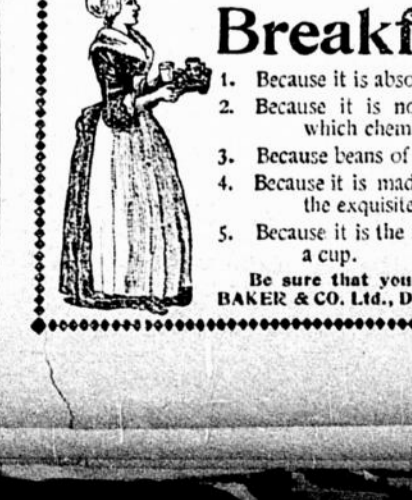 Breakf
1. Because it is abso
2. Because it is no
which chem
3. Because beans of
4. Because it is mad
the exquisite
5. Because it is the
a cup.
Be sure that you
BAKER & CO. Ltd., D